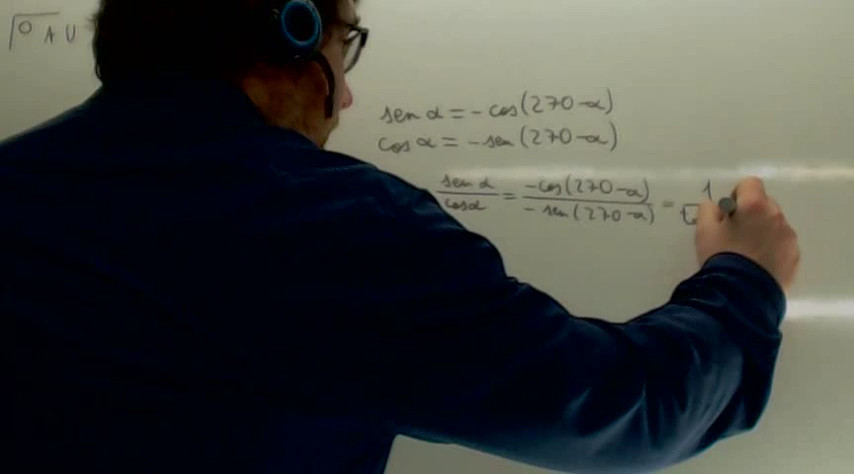 sen α = - cos (270-α)
cos α = - sen (270-α)
sen α / cos α = -cos (270-α) / - sen (270-α) = 1 /